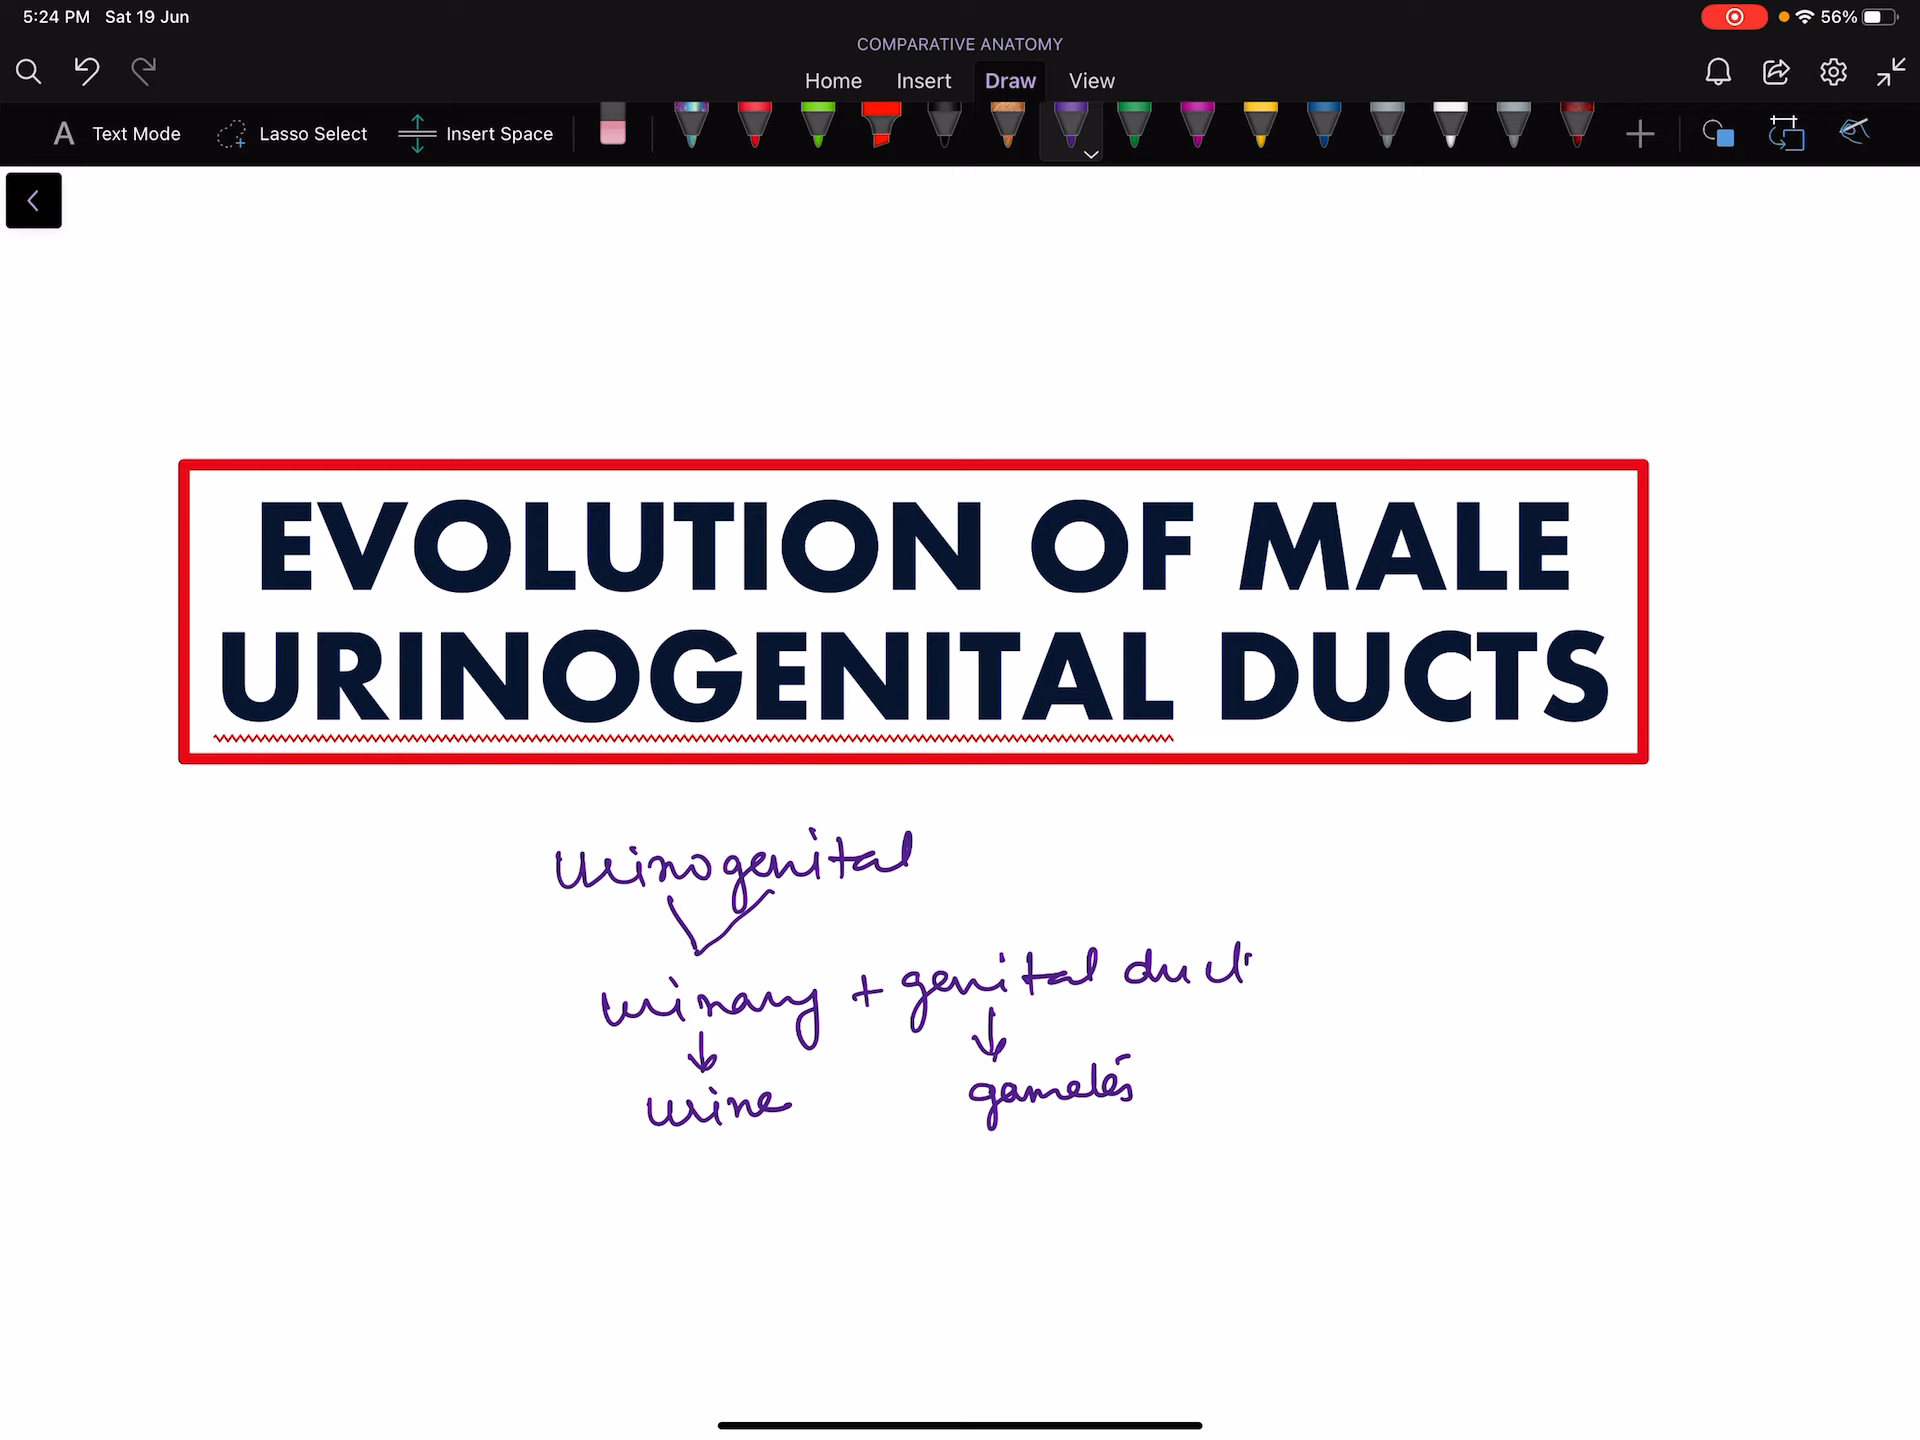 5:24 PM Sat 19 Jun
56%
COMPARATIVE ANATOMY
Home Insert Draw View
A Text Mode Lasso Select Insert Space
EVOLUTION OF MALE
URINOGENITAL DUCTS
Urinogenital
urinary + genital duct
urine gametes